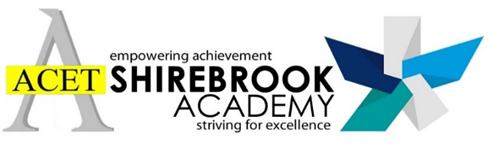 empowering achievement
ACET SHIREBROOK
ACADEMY
striving for excellence